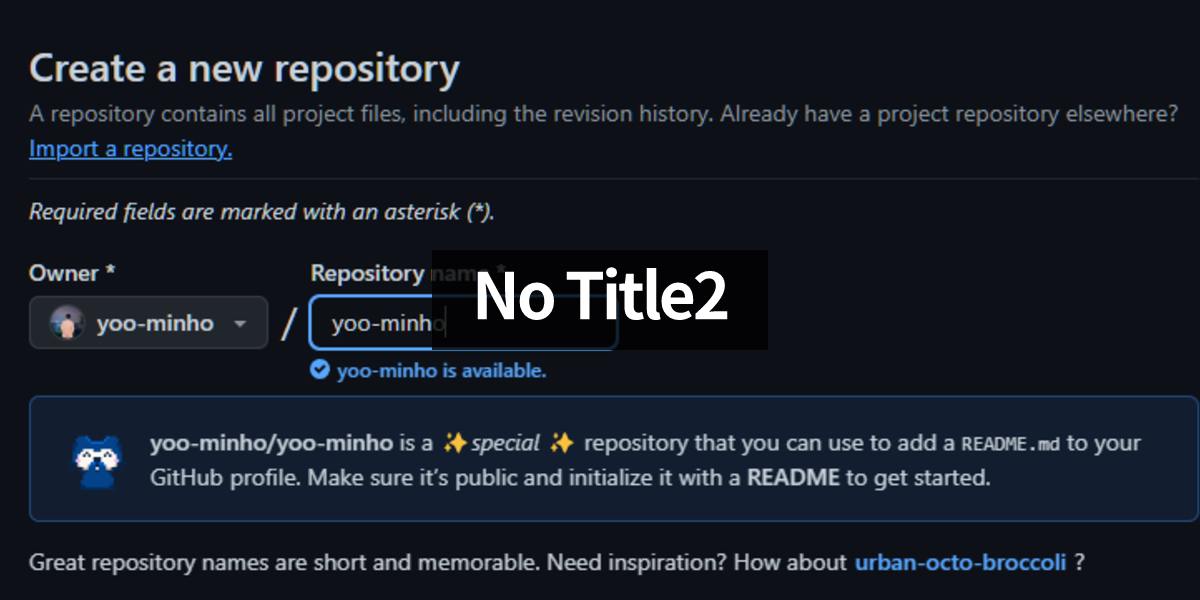 Create a new repository
A repository contains all project files, including the revision history. Already have a project repository elsewhere?
Import a repository.
Required fields are marked with an asterisk (*).
Owner *
Repository name *
yoo-minho
/
yoo-minho
No Title2
yoo-minho is available.
yoo-minho/yoo-minho is a ✨special ✨ repository that you can use to add a README.md to your
GitHub profile. Make sure it’s public and initialize it with a README to get started.
Great repository names are short and memorable. Need inspiration? How about urban-octo-broccoli ?